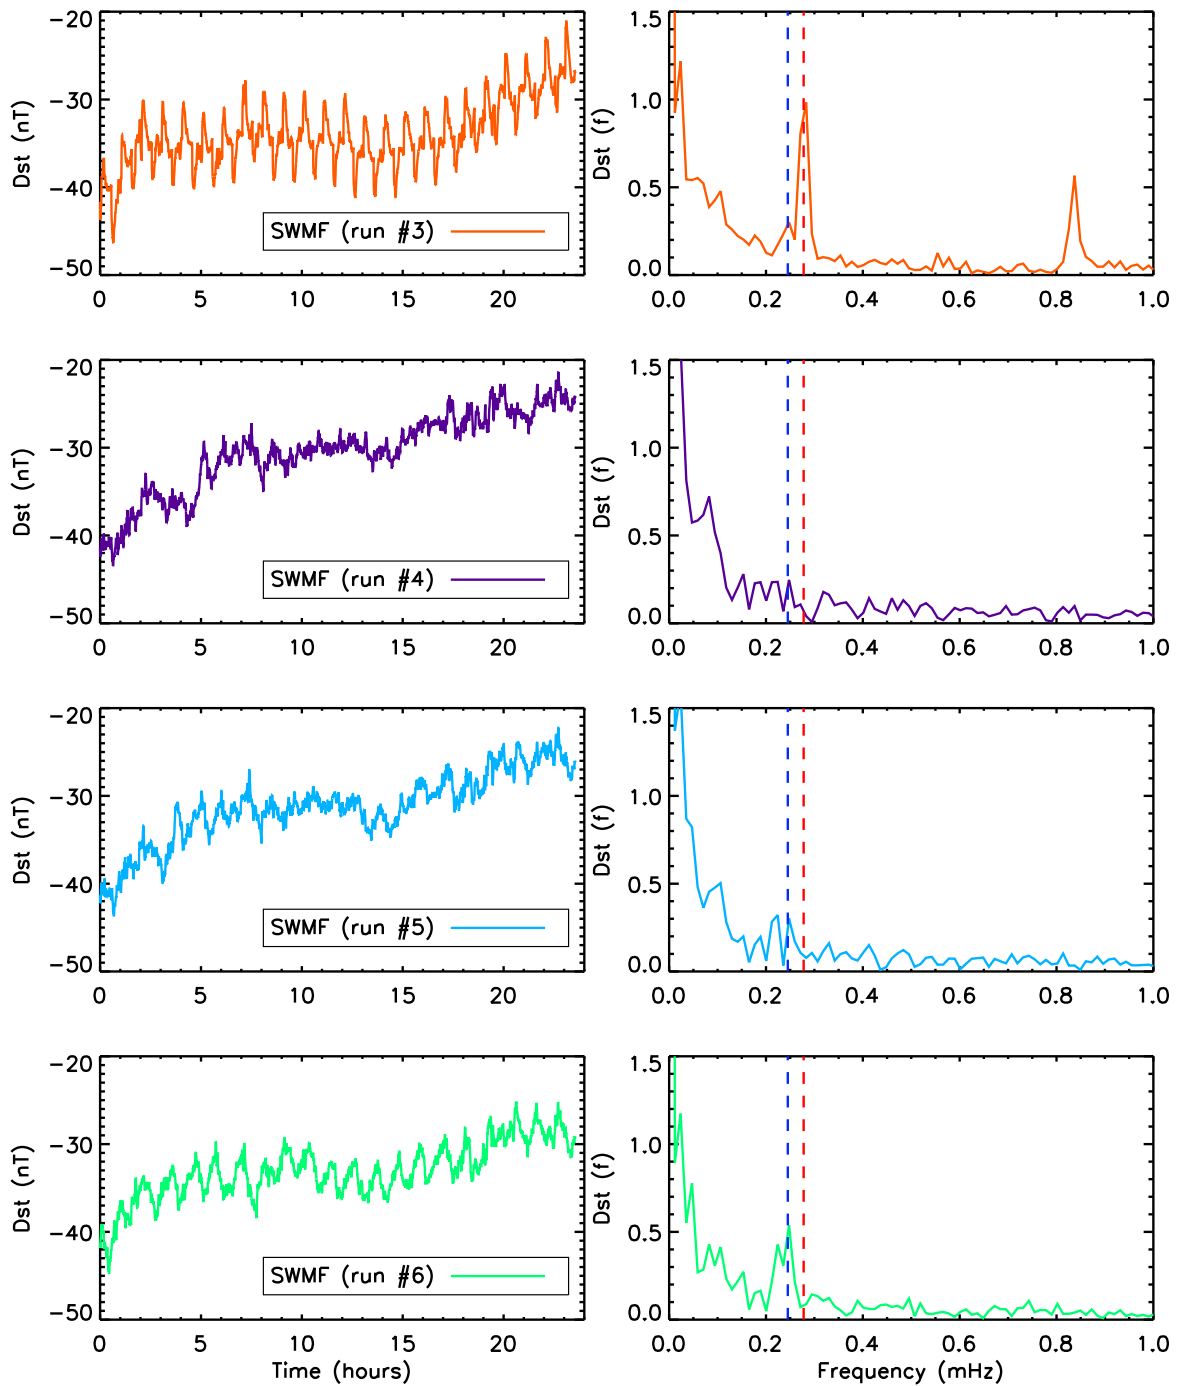 −20
−30
−40
−50
Dst (nT)
SWMF (run #3)
0 5 10 15 20
1.5
1.0
0.5
0.0
Dst (f)
0.0 0.2 0.4 0.6 0.8 1.0
−20
−30
−40
−50
Dst (nT)
SWMF (run #4)
0 5 10 15 20
1.5
1.0
0.5
0.0
Dst (f)
0.0 0.2 0.4 0.6 0.8 1.0
−20
−30
−40
−50
Dst (nT)
SWMF (run #5)
0 5 10 15 20
1.5
1.0
0.5
0.0
Dst (f)
0.0 0.2 0.4 0.6 0.8 1.0
−20
−30
−40
−50
Dst (nT)
SWMF (run #6)
0 5 10 15 20
Time (hours)
1.5
1.0
0.5
0.0
Dst (f)
0.0 0.2 0.4 0.6 0.8 1.0
Frequency (mHz)